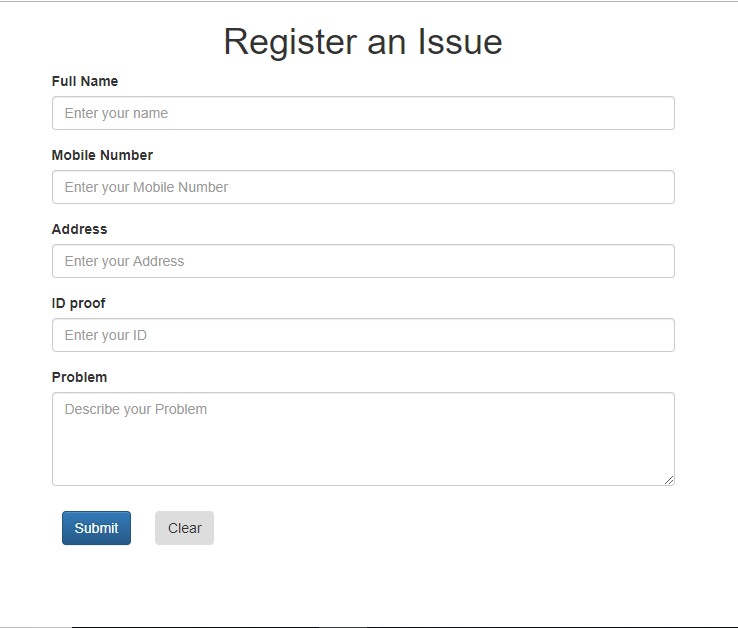 Register an Issue
Full Name
Enter your name
Mobile Number
Enter your Mobile Number
Address
Enter your Address
ID proof
Enter your ID
Problem
Describe your Problem
Submit Clear